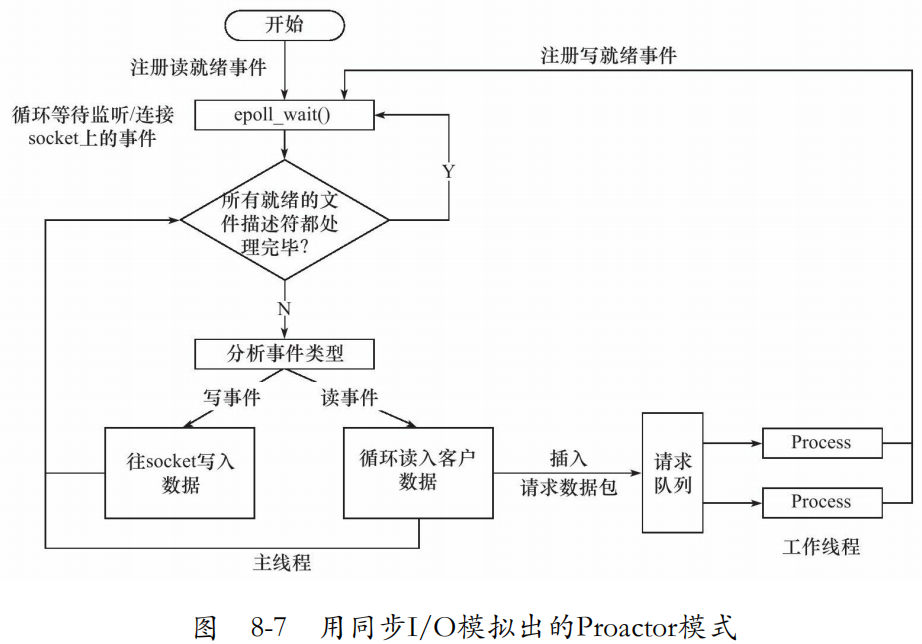 开始
注册读就绪事件
注册写就绪事件
循环等待监听/连接
socket上的事件
epoll_wait()
Y
所有就绪的文
件描述符都处
理完毕?
N
分析事件类型
写事件
读事件
往socket写入
数据
循环读入客户
数据
插入
请求数据包
请求
队列
Process
Process
工作线程
主线程
图 8-7 用同步I/O模拟出的Proactor模式